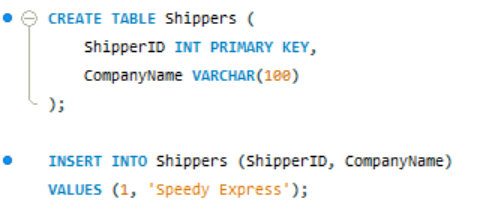 CREATE TABLE Shippers (
ShipperID INT PRIMARY KEY,
CompanyName VARCHAR(100)
);
INSERT INTO Shippers (ShipperID, CompanyName)
VALUES (1, 'Speedy Express');